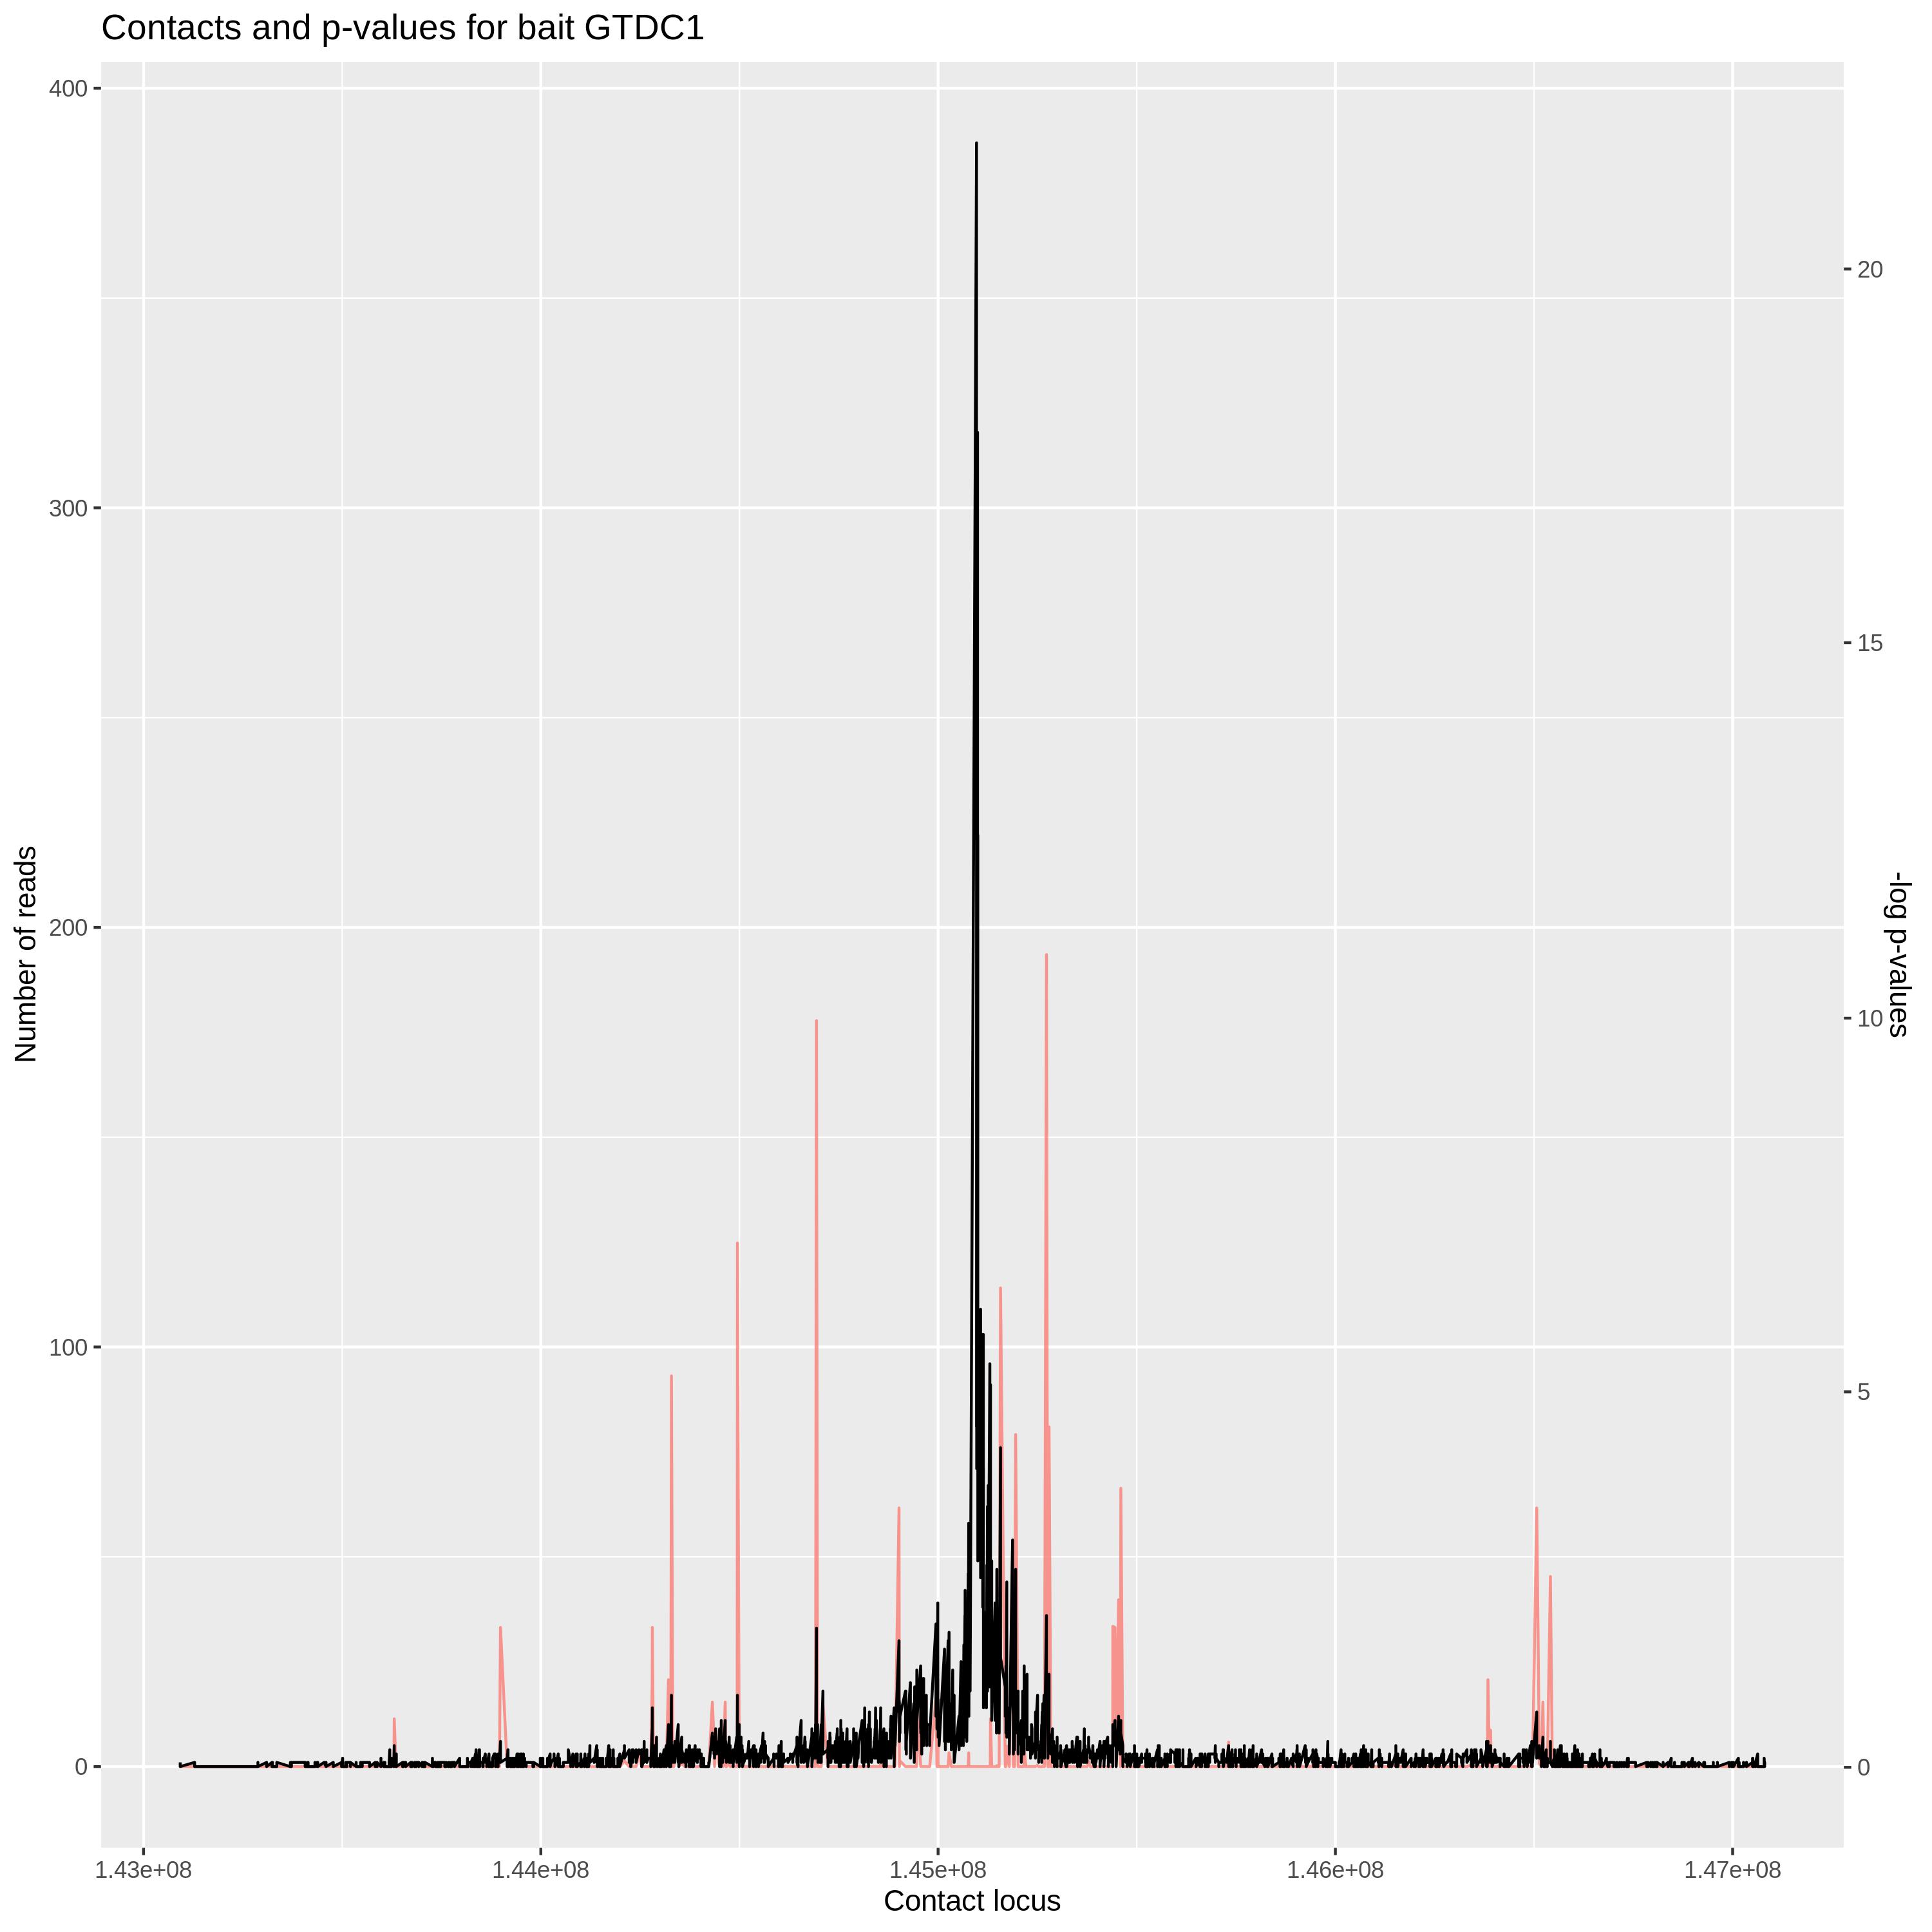 Contacts and p-values for bait GTDC1
400
300
200
100
0
Number of reads
20
15
10
5
0
-log p-values
1.43e+08
1.44e+08
1.45e+08
1.46e+08
1.47e+08
Contact locus